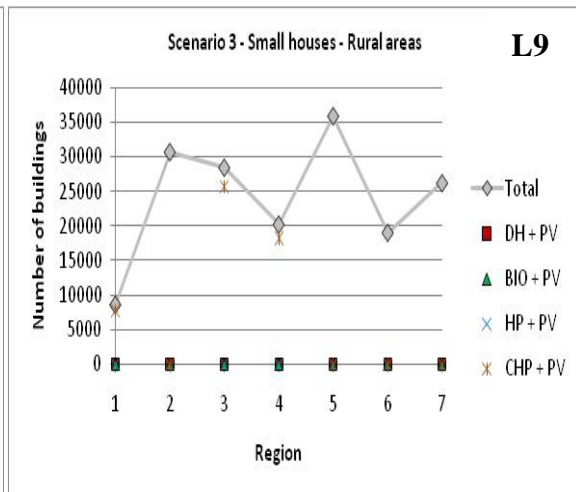 Scenario 3 - Small houses - Rural areas
L9
Number of buildings
40000
35000
30000
25000
20000
15000
10000
5000
0
1 2 3 4 5 6 7
Region
Total
DH + PV
BIO + PV
HP + PV
CHP + PV